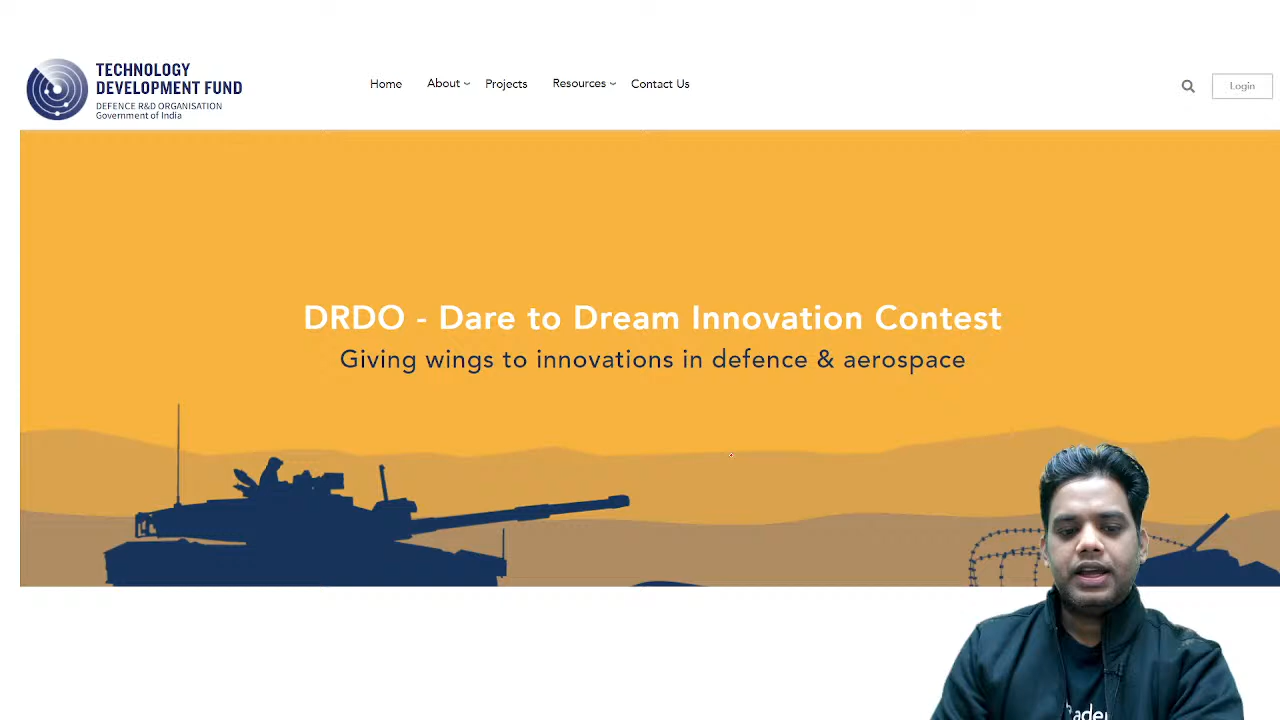 TECHNOLOGY
DEVELOPMENT FUND
DEFENCE R&D ORGANISATION
Government of India
Home
About
Projects
Resources
Contact Us
Login
DRDO - Dare to Dream Innovation Contest
Giving wings to innovations in defence & aerospace